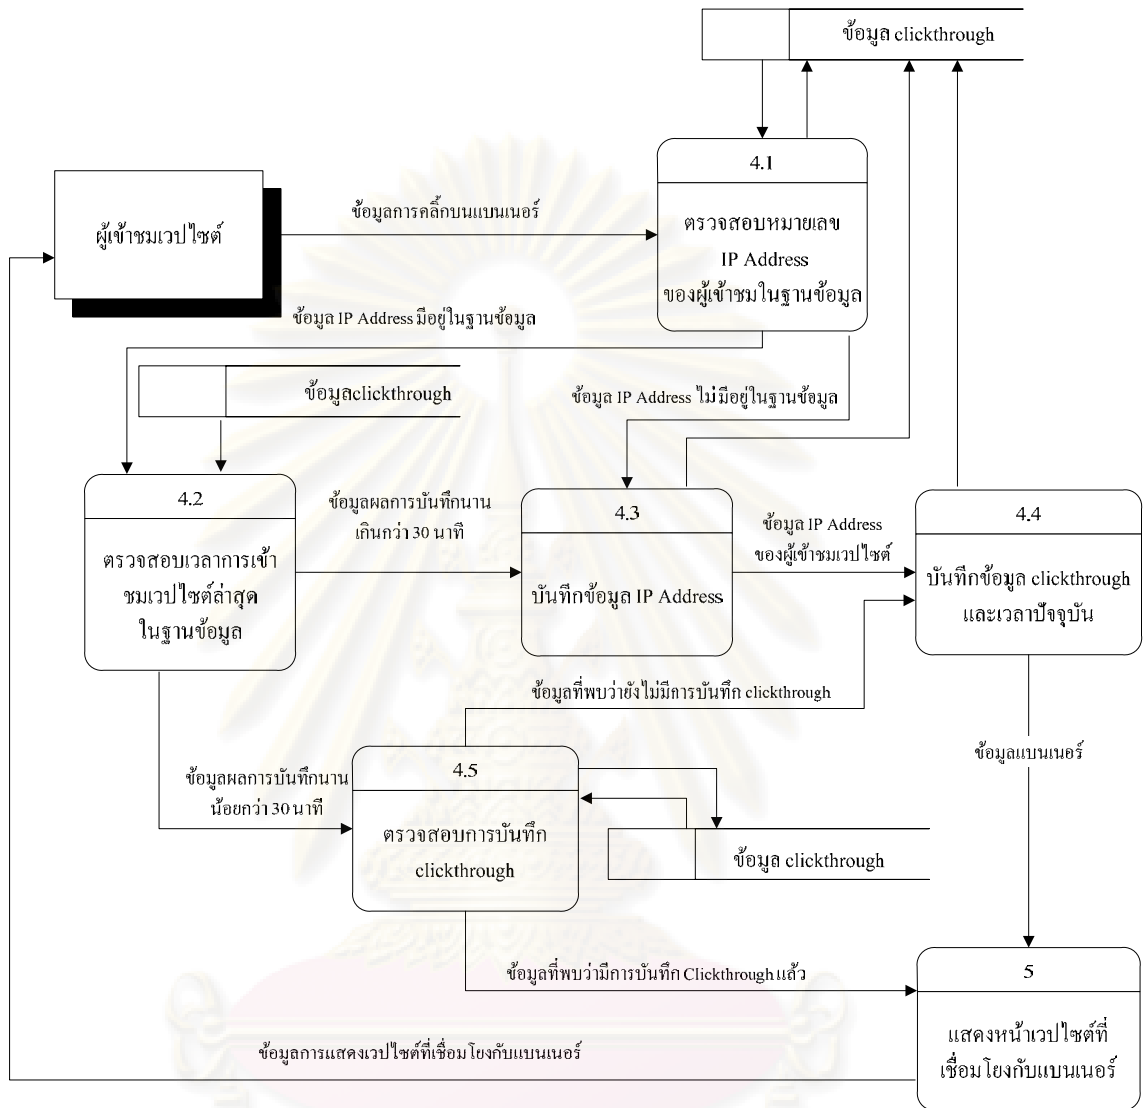 ข้อมูล clickthrough
4.1
ตรวจสอบหมายเลข
IP Address
ของผู้เข้าชมในฐานข้อมูล
ผู้เข้าชมเวปไซต์
ข้อมูลการคลิ้กบนแบนเนอร์
ข้อมูล IP Address มีอยู่ในฐานข้อมูล
ข้อมูลclickthrough
ข้อมูล IP Address ไม่มีอยู่ในฐานข้อมูล
4.2
ตรวจสอบเวลาการเข้า
ชมเวปไซต์ล่าสุด
ในฐานข้อมูล
ข้อมูลผลการบันทึกนาน
เกินกว่า 30 นาที
4.3
บันทึกข้อมูล IP Address
ข้อมูล IP Address
ของผู้เข้าชมเวปไซต์
4.4
บันทึกข้อมูล clickthrough
และเวลาปัจจุบัน
ข้อมูลที่พบว่ายังไม่มีการบันทึก clickthrough
ข้อมูลแบนเนอร์
ข้อมูลผลการบันทึกนาน
น้อยกว่า 30 นาที
4.5
ตรวจสอบการบันทึก
clickthrough
ข้อมูล clickthrough
ข้อมูลที่พบว่ามีการบันทึก Clickthrough แล้ว
5
แสดงหน้าเวปไซต์ที่
เชื่อมโยงกับแบนเนอร์
ข้อมูลการแสดงเวปไซต์ที่เชื่อมโยงกับแบนเนอร์